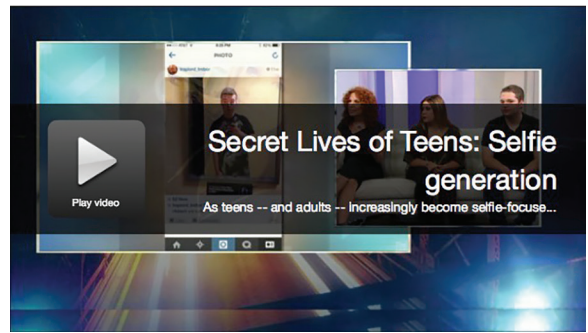 PHOTO
Secret Lives of Teens: Selfie
generation
Play video
As teens -- and adults -- increasingly become selfie-focuse...